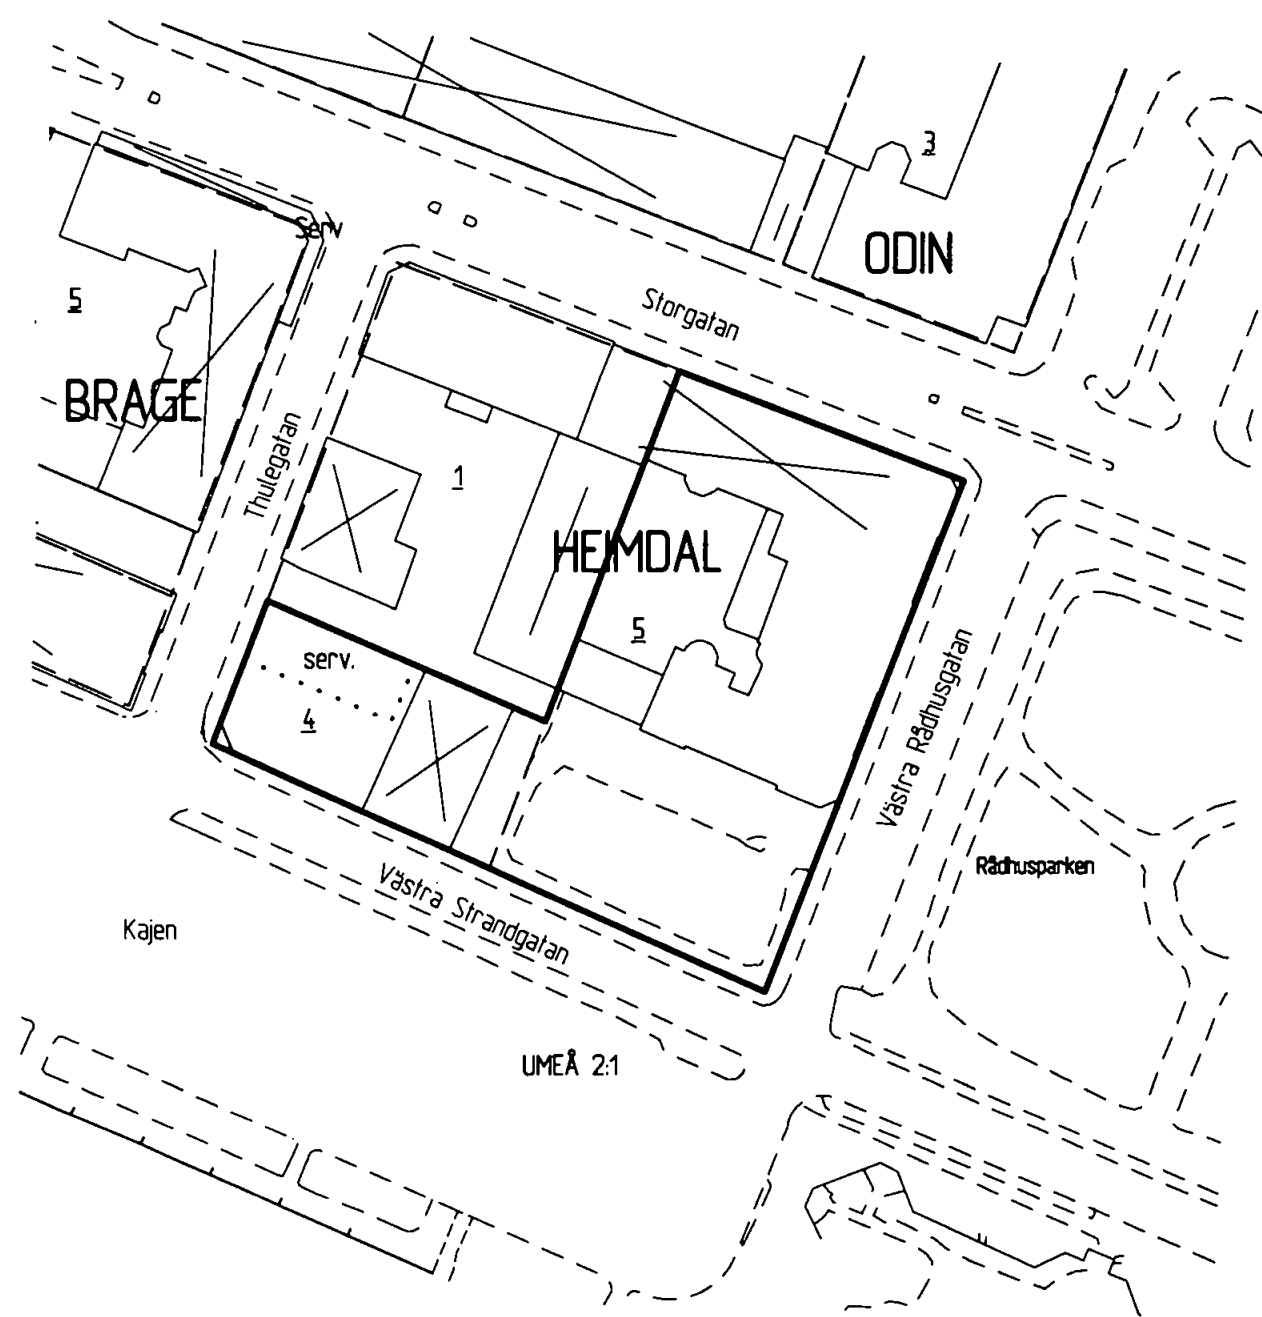 3
ODIN
Serv
5
BRAGE
Storgatan
Thulegatan
1
HEIMDAL
5
serv.
4
Västra Rådhusgatan
Rådhusparken
Västra Strandgatan
Kajen
UMEÅ 2:1